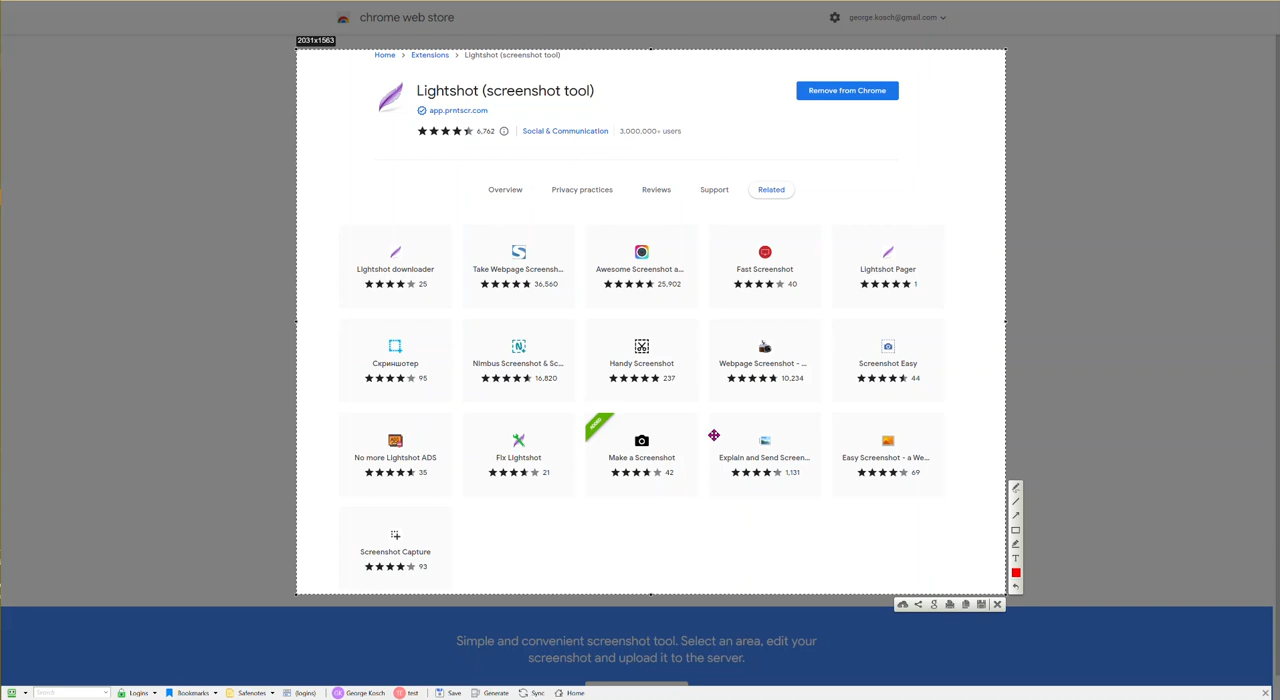 chrome web store
george.kosch@gmail.com
2031x1563
Home > Extensions > Lightshot (screenshot tool)
Lightshot (screenshot tool)
Remove from Chrome
app.prntscr.com
6,762 Social & Communication 3,000,000+ users
Overview Privacy practices Reviews Support Related
Lightshot downloader Take Webpage Screensh... Awesome Screenshot a... Fast Screenshot Lightshot Pager
25 36,560 25,902 40 1
Скриншотер Nimbus Screenshot & Sc... Handy Screenshot Webpage Screenshot - ... Screenshot Easy
95 16,820 237 10,234 44
ADDED
No more Lightshot ADS Fix Lightshot Make a Screenshot Explain and Send Screen... Easy Screenshot - a We...
35 21 42 1,131 69
Screenshot Capture
93
T
Simple and convenient screenshot tool. Select an area, edit your
screenshot and upload it to the server.
Search Logins Bookmarks Safenotes (logins) GK George Kosch TT test Save Generate Sync Home